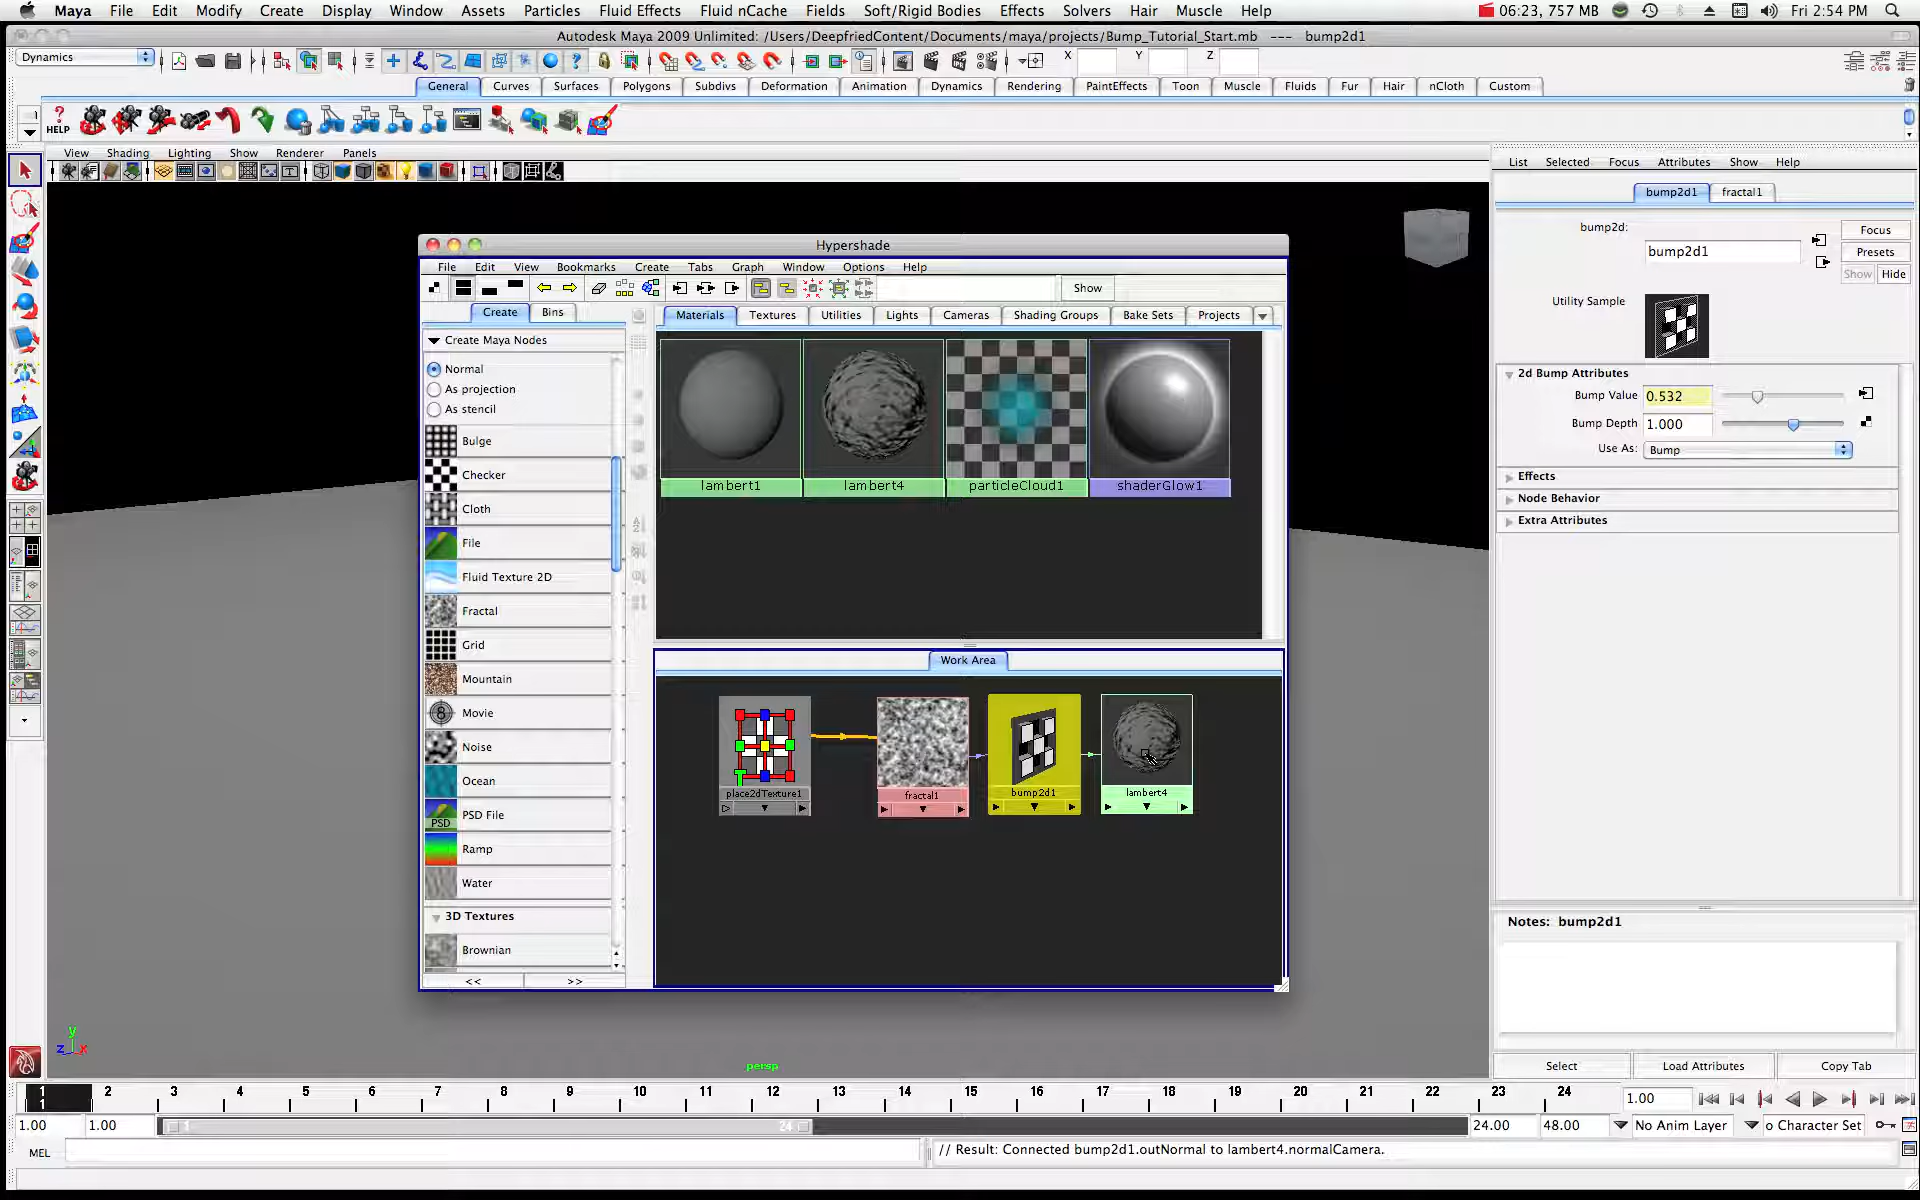 Maya File Edit Modify Create Display Window Assets Particles Fluid Effects Fluid nCache Fields Soft/Rigid Bodies Effects Solvers Hair Muscle Help 06:23, 757 MB Fri 2:54 PM
Autodesk Maya 2009 Unlimited: /Users/DeepfriedContent/Documents/maya/projects/Bump_Tutorial_Start.mb --- bump2d1
Dynamics X Y Z
General Curves Surfaces Polygons Subdivs Deformation Animation Dynamics Rendering PaintEffects Toon Muscle Fluids Fur Hair nCloth Custom
? HELP
View Shading Lighting Show Renderer Panels
List Selected Focus Attributes Show Help
bump2d1 fractal1
bump2d: bump2d1
Focus
Presets
Show Hide
Utility Sample
2d Bump Attributes
Bump Value 0.532
Bump Depth 1.000
Use As: Bump
Effects
Node Behavior
Extra Attributes
Notes: bump2d1
Select Load Attributes Copy Tab
Hypershade
File Edit View Bookmarks Create Tabs Graph Window Options Help
Show
Create Bins
Materials Textures Utilities Lights Cameras Shading Groups Bake Sets Projects
Create Maya Nodes
Normal
As projection
As stencil
Bulge
Checker
Cloth
File
Fluid Texture 2D
Fractal
Grid
Mountain
Movie
Noise
Ocean
PSD PSD File
Ramp
Water
3D Textures
Brownian
<< >>
lambert1 lambert4 particleCloud1 shaderGlow1
Work Area
place2dTexture1 fractal1 bump2d1 lambert4
y
z x
persp
1 2 3 4 5 6 7 8 9 10 11 12 13 14 15 16 17 18 19 20 21 22 23 24 1.00
1
1.00 1.00 1 24 24.00 48.00 No Anim Layer o Character Set
MEL // Result: Connected bump2d1.outNormal to lambert4.normalCamera.